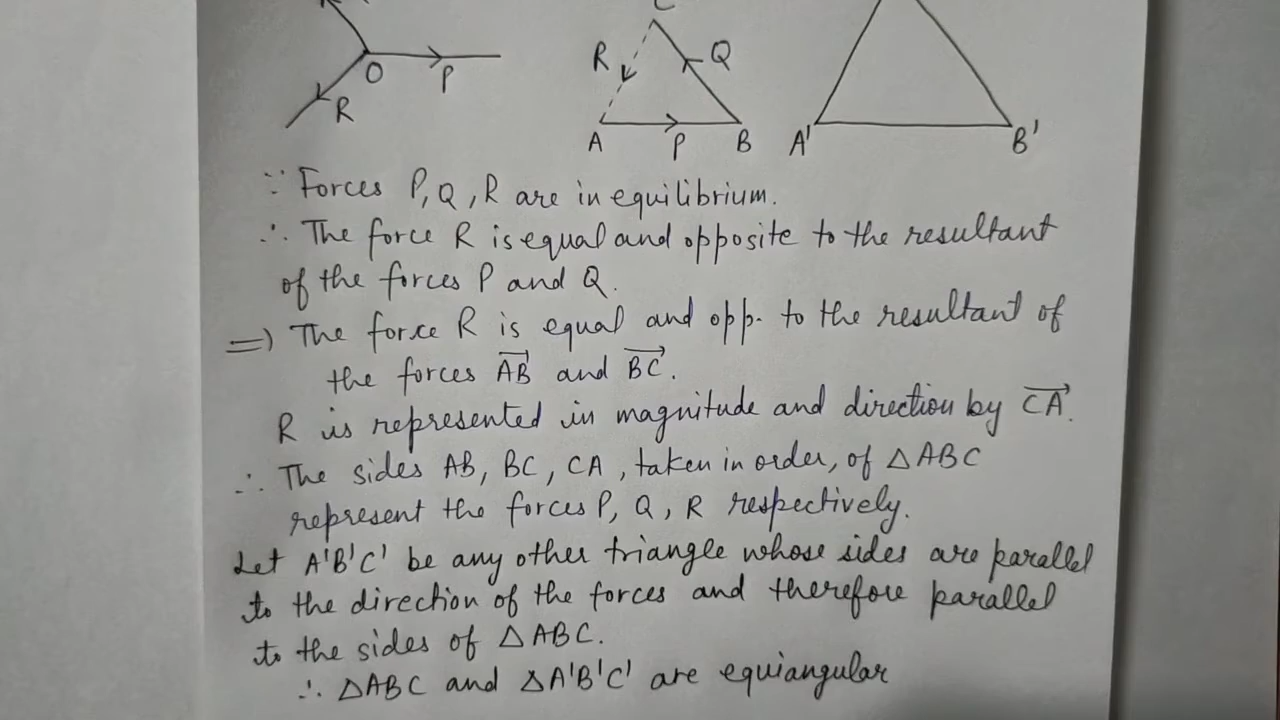 C
R
Q
O
P
R
A
P
B
A'
B'
∵ Forces P, Q, R are in equilibrium.
∴ The force R is equal and opposite to the resultant
of the forces P and Q.
⇒ The force R is equal and opp. to the resultant of
the forces A͞B⃗ and B͞C⃗.
R is represented in magnitude and direction by C͞A⃗.
∴ The sides AB, BC, CA, taken in order, of △ABC
represent the forces P, Q, R respectively.
Let A'B'C' be any other triangle whose sides are parallel
to the direction of the forces and therefore parallel
to the sides of △ABC.
∴ △ABC and △A'B'C' are equiangular